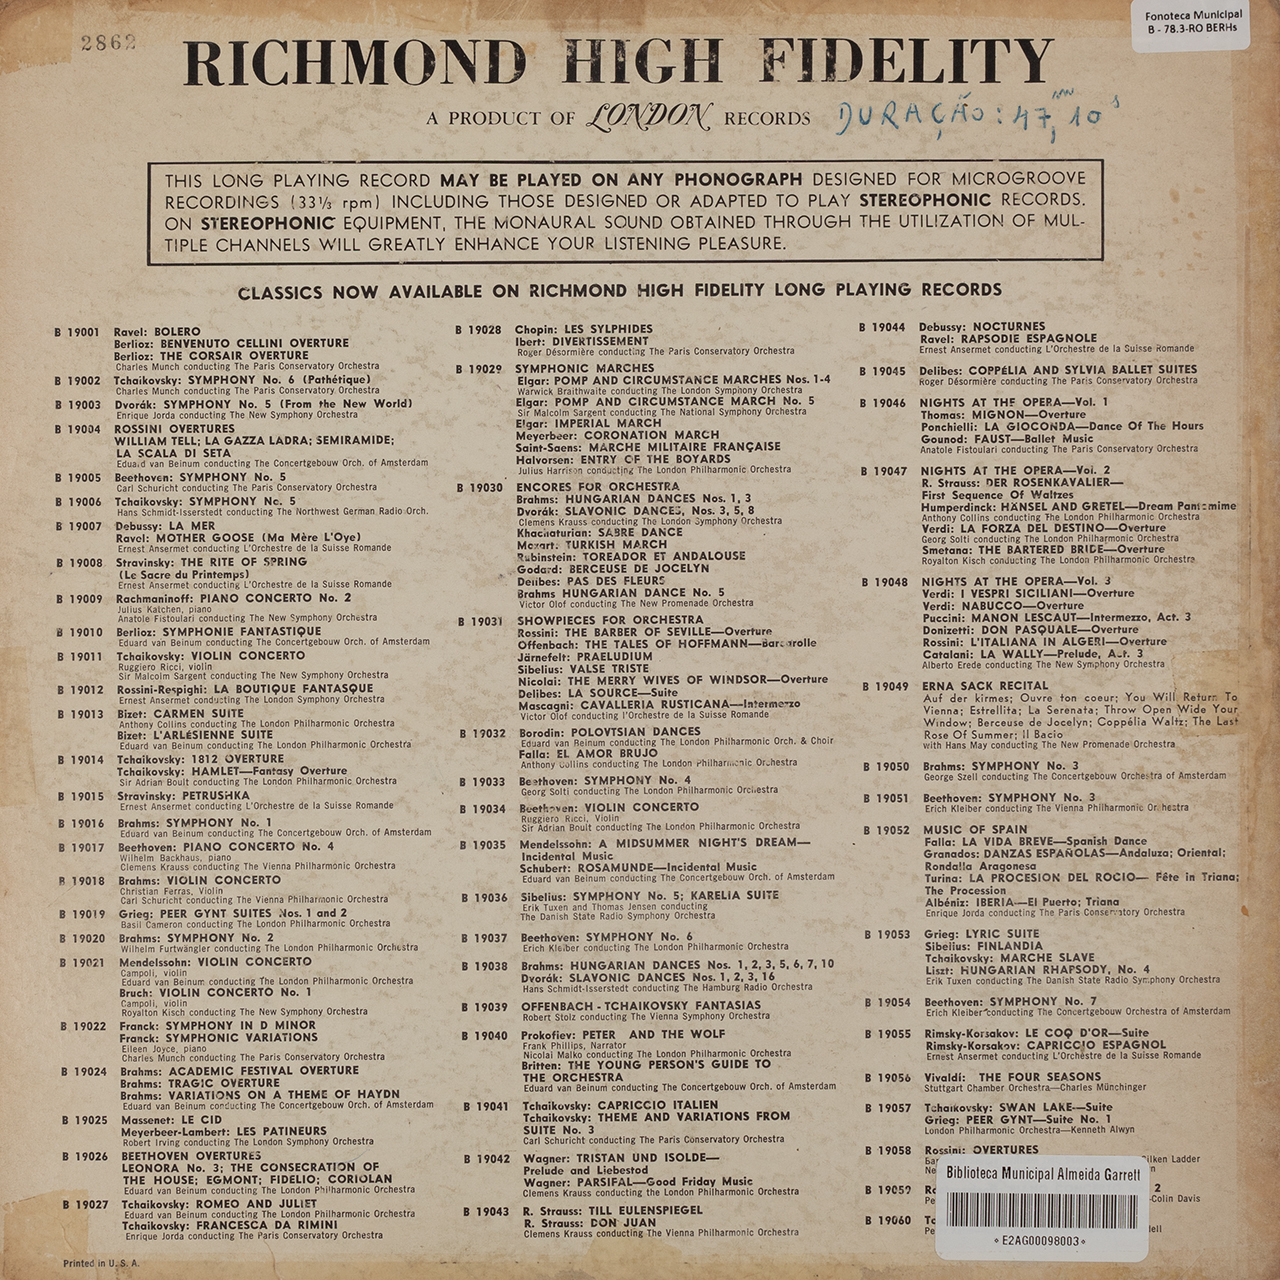 2862
Fonoteca Municipal
B - 78.3-RO BERHs
RICHMOND HIGH FIDELITY
A PRODUCT OF LONDON RECORDS
DURAÇÃO: 47, 10
THIS LONG PLAYING RECORD MAY BE PLAYED ON ANY PHONOGRAPH DESIGNED FOR MICROGROOVE
RECORDINGS (33⅓ rpm) INCLUDING THOSE DESIGNED OR ADAPTED TO PLAY STEREOPHONIC RECORDS.
ON STEREOPHONIC EQUIPMENT, THE MONAURAL SOUND OBTAINED THROUGH THE UTILIZATION OF MUL-
TIPLE CHANNELS WILL GREATLY ENHANCE YOUR LISTENING PLEASURE.
CLASSICS NOW AVAILABLE ON RICHMOND HIGH FIDELITY LONG PLAYING RECORDS
B 19001 Ravel: BOLERO
Berlioz: BENVENUTO CELLINI OVERTURE
Berlioz: THE CORSAIR OVERTURE
Charles Munch conducting The Paris Conservatory Orchestra
B 19002 Tchaikovsky: SYMPHONY No. 6 (Pathétique)
Charles Munch conducting The Paris Conservatory Orchestra
B 19003 Dvorák: SYMPHONY No. 5 (From the New World)
Enrique Jorda conducting The New Symphony Orchestra
B 19004 ROSSINI OVERTURES
WILLIAM TELL; LA GAZZA LADRA; SEMIRAMIDE;
LA SCALA DI SETA
Eduard van Beinum conducting The Concertgebouw Orch. of Amsterdam
B 19005 Beethoven: SYMPHONY No. 5
Carl Schuricht conducting The Paris Conservatory Orchestra
B 19006 Tchaikovsky: SYMPHONY No. 5
Hans Schmidt-Isserstedt conducting The Northwest German Radio Orch.
B 19007 Debussy: LA MER
Ravel: MOTHER GOOSE (Ma Mère L'Oye)
Ernest Ansermet conducting L'Orchestre de la Suisse Romande
B 19008 Stravinsky: THE RITE OF SPRING
(Le Sacre du Printemps)
Ernest Ansermet conducting L'Orchestre de la Suisse Romande
B 19009 Rachmaninoff: PIANO CONCERTO No. 2
Julius Katchen, piano
Anatole Fistoulari conducting The New Symphony Orchestra
B 19010 Berlioz: SYMPHONIE FANTASTIQUE
Eduard van Beinum conducting The Concertgebouw Orch. of Amsterdam
B 19011 Tchaikovsky: VIOLIN CONCERTO
Ruggiero Ricci, violin
Sir Malcolm Sargent conducting The New Symphony Orchestra
B 19012 Rossini-Respighi: LA BOUTIQUE FANTASQUE
Ernest Ansermet conducting The London Symphony Orchestra
B 19013 Bizet: CARMEN SUITE
Anthony Collins conducting The London Philharmonic Orchestra
Bizet: L'ARLÉSIENNE SUITE
Eduard van Beinum conducting The London Philharmonic Orchestra
B 19014 Tchaikovsky: 1812 OVERTURE
Tchaikovsky: HAMLET—Fantasy Overture
Sir Adrian Boult conducting The London Philharmonic Orchestra
B 19015 Stravinsky: PETRUSHKA
Ernest Ansermet conducting L'Orchestre de la Suisse Romande
B 19016 Brahms: SYMPHONY No. 1
Eduard van Beinum conducting The Concertgebouw Orch. of Amsterdam
B 19017 Beethoven: PIANO CONCERTO No. 4
Wilhelm Backhaus, piano
Clemens Krauss conducting The Vienna Philharmonic Orchestra
B 19018 Brahms: VIOLIN CONCERTO
Christian Ferras, Violin
Carl Schuricht conducting The Vienna Philharmonic Orchestra
B 19019 Grieg: PEER GYNT SUITES Nos. 1 and 2
Basil Cameron conducting The London Philharmonic Orchestra
B 19020 Brahms: SYMPHONY No. 2
Wilhelm Furtwängler conducting The London Philharmonic Orchestra
B 19021 Mendelssohn: VIOLIN CONCERTO
Campoli, violin
Eduard van Beinum conducting The London Philharmonic Orchestra
Bruch: VIOLIN CONCERTO No. 1
Campoli, violin
Royalton Kisch conducting The New Symphony Orchestra
B 19022 Franck: SYMPHONY IN D MINOR
Franck: SYMPHONIC VARIATIONS
Eileen Joyce, piano
Charles Munch conducting The Paris Conservatory Orchestra
B 19024 Brahms: ACADEMIC FESTIVAL OVERTURE
Brahms: TRAGIC OVERTURE
Brahms: VARIATIONS ON A THEME OF HAYDN
Eduard van Beinum conducting The Concertgebouw Orch. of Amsterdam
B 19025 Massenet: LE CID
Meyerbeer-Lambert: LES PATINEURS
Robert Irving conducting The London Symphony Orchestra
B 19026 BEETHOVEN OVERTURES
LEONORA No. 3; THE CONSECRATION OF
THE HOUSE; EGMONT; FIDELIO; CORIOLAN
Eduard van Beinum conducting The London Philharmonic Orchestra
B 19027 Tchaikovsky: ROMEO AND JULIET
Eduard van Beinum conducting The London Philharmonic Orchestra
Tchaikovsky: FRANCESCA DA RIMINI
Enrique Jorda conducting The Paris Conservatory Orchestra
Printed in U. S. A.
B 19028 Chopin: LES SYLPHIDES
Ibert: DIVERTISSEMENT
Roger Désormière conducting The Paris Conservatory Orchestra
B 19029 SYMPHONIC MARCHES
Elgar: POMP AND CIRCUMSTANCE MARCHES Nos. 1-4
Warwick Braithwaite conducting The London Symphony Orchestra
Elgar: POMP AND CIRCUMSTANCE MARCH No. 5
Sir Malcolm Sargent conducting The National Symphony Orchestra
Elgar: IMPERIAL MARCH
Meyerbeer: CORONATION MARCH
Saint-Saens: MARCHE MILITAIRE FRANÇAISE
Halvorsen: ENTRY OF THE BOYARDS
Julius Harrison conducting The London Philharmonic Orchestra
B 19030 ENCORES FOR ORCHESTRA
Brahms: HUNGARIAN DANCES Nos. 1, 3
Dvorák: SLAVONIC DANCES, Nos. 3, 5, 8
Clemens Krauss conducting The London Symphony Orchestra
Khachaturian: SABRE DANCE
Mozart: TURKISH MARCH
Rubinstein: TOREADOR ET ANDALOUSE
Godard: BERCEUSE DE JOCELYN
Delibes: PAS DES FLEURS
Brahms HUNGARIAN DANCE No. 5
Victor Olof conducting The New Promenade Orchestra
B 19031 SHOWPIECES FOR ORCHESTRA
Rossini: THE BARBER OF SEVILLE—Overture
Offenbach: THE TALES OF HOFFMANN—Barcarolle
Järnefelt: PRAELUDIUM
Sibelius: VALSE TRISTE
Nicolai: THE MERRY WIVES OF WINDSOR—Overture
Delibes: LA SOURCE—Suite
Mascagni: CAVALLERIA RUSTICANA—Intermezzo
Victor Olof conducting l'Orchestre de la Suisse Romande
B 19032 Borodin: POLOVTSIAN DANCES
Eduard van Beinum conducting The London Philharmonic Orch. & Choir
Falla: EL AMOR BRUJO
Anthony Collins conducting The London Philharmonic Orchestra
B 19033 Beethoven: SYMPHONY No. 4
Georg Solti conducting The London Philharmonic Orchestra
B 19034 Beethoven: VIOLIN CONCERTO
Ruggiero Ricci, Violin
Sir Adrian Boult conducting The London Philharmonic Orchestra
B 19035 Mendelssohn: A MIDSUMMER NIGHT'S DREAM—
Incidental Music
Schubert: ROSAMUNDE—Incidental Music
Eduard van Beinum conducting The Concertgebouw Orch. of Amsterdam
B 19036 Sibelius: SYMPHONY No. 5; KARELIA SUITE
Erik Tuxen and Thomas Jensen conducting
The Danish State Radio Symphony Orchestra
B 19037 Beethoven: SYMPHONY No. 6
Erich Kleiber conducting The London Philharmonic Orchestra
B 19038 Brahms: HUNGARIAN DANCES Nos. 1, 2, 3, 5, 6, 7, 10
Dvorák: SLAVONIC DANCES Nos. 1, 2, 3, 16
Hans Schmidt-Isserstedt conducting The Hamburg Radio Orchestra
B 19039 OFFENBACH - TCHAIKOVSKY FANTASIAS
Robert Stolz conducting The Vienna Symphony Orchestra
B 19040 Prokofiev: PETER AND THE WOLF
Frank Phillips, Narrator
Nicolai Malko conducting The London Philharmonic Orchestra
Britten: THE YOUNG PERSON'S GUIDE TO
THE ORCHESTRA
Eduard van Beinum conducting The Concertgebouw Orch. of Amsterdam
B 19041 Tchaikovsky: CAPRICCIO ITALIEN
Tchaikovsky: THEME AND VARIATIONS FROM
SUITE No. 3
Carl Schuricht conducting The Paris Conservatory Orchestra
B 19042 Wagner: TRISTAN UND ISOLDE—
Prelude and Liebestod
Wagner: PARSIFAL—Good Friday Music
Clemens Krauss conducting the London Philharmonic Orchestra
B 19043 R. Strauss: TILL EULENSPIEGEL
R. Strauss: DON JUAN
Clemens Krauss conducting The Vienna Symphony Orchestra
B 19044 Debussy: NOCTURNES
Ravel: RAPSODIE ESPAGNOLE
Ernest Ansermet conducting L'Orchestre de la Suisse Romande
B 19045 Delibes: COPPÉLIA AND SYLVIA BALLET SUITES
Roger Désormière conducting The Paris Conservatory Orchestra
B 19046 NIGHTS AT THE OPERA—Vol. 1
Thomas: MIGNON—Overture
Ponchielli: LA GIOCONDA—Dance Of The Hours
Gounod: FAUST—Ballet Music
Anatole Fistoulari conducting The Paris Conservatory Orchestra
B 19047 NIGHTS AT THE OPERA—Vol. 2
R. Strauss: DER ROSENKAVALIER—
First Sequence Of Waltzes
Humperdinck: HÄNSEL AND GRETEL—Dream Pantomime
Anthony Collins conducting The London Philharmonic Orchestra
Verdi: LA FORZA DEL DESTINO—Overture
Georg Solti conducting The London Philharmonic Orchestra
Smetana: THE BARTERED BRIDE—Overture
Royalton Kisch conducting The London Philharmonic Orchestra
B 19048 NIGHTS AT THE OPERA—Vol. 3
Verdi: I VESPRI SICILIANI—Overture
Verdi: NABUCCO—Overture
Puccini: MANON LESCAUT—Intermezzo, Act. 3
Donizetti: DON PASQUALE—Overture
Rossini: L'ITALIANA IN ALGERI—Overture
Catalani: LA WALLY—Prelude, Act. 3
Alberto Erede conducting The New Symphony Orchestra
B 19049 ERNA SACK RECITAL
Auf der kirmes; Ouvre ton coeur; You Will Return To
Vienna; Estrellita; La Serenata; Throw Open Wide Your
Window; Berceuse de Jocelyn; Coppélia Waltz; The Last
Rose Of Summer; Il Bacio
with Hans May conducting The New Promenade Orchestra
B 19050 Brahms: SYMPHONY No. 3
George Szell conducting The Concertgebouw Orchestra of Amsterdam
B 19051 Beethoven: SYMPHONY No. 3
Erich Kleiber conducting The Vienna Philharmonic Orchestra
B 19052 MUSIC OF SPAIN
Falla: LA VIDA BREVE—Spanish Dance
Granados: DANZAS ESPAÑOLAS—Andaluza; Oriental;
Rondalla Aragonesa
Turina: LA PROCESION DEL ROCIO— Fête in Triana;
The Procession
Albéniz: IBERIA—El Puerto; Triana
Enrique Jorda conducting The Paris Conservatory Orchestra
B 19053 Grieg: LYRIC SUITE
Sibelius: FINLANDIA
Tchaikovsky: MARCHE SLAVE
Liszt: HUNGARIAN RHAPSODY, No. 4
Erik Tuxen conducting The Danish State Radio Symphony Orchestra
B 19054 Beethoven: SYMPHONY No. 7
Erich Kleiber conducting The Concertgebouw Orchestra of Amsterdam
B 19055 Rimsky-Korsakov: LE COQ D'OR—Suite
Rimsky-Korsakov: CAPRICCIO ESPAGNOL
Ernest Ansermet conducting L'Orchestre de la Suisse Romande
B 19056 Vivaldi: THE FOUR SEASONS
Stuttgart Chamber Orchestra—Charles Münchinger
B 19057 Tchaikovsky: SWAN LAKE—Suite
Grieg: PEER GYNT—Suite No. 1
London Philharmonic Orchestra—Kenneth Alwyn
B 19058 Rossini: OVERTURES
Silken Ladder
B 19059
2
—Colin Davis
B 19060
Biblioteca Municipal Almeida Garrett
E2AG00098003